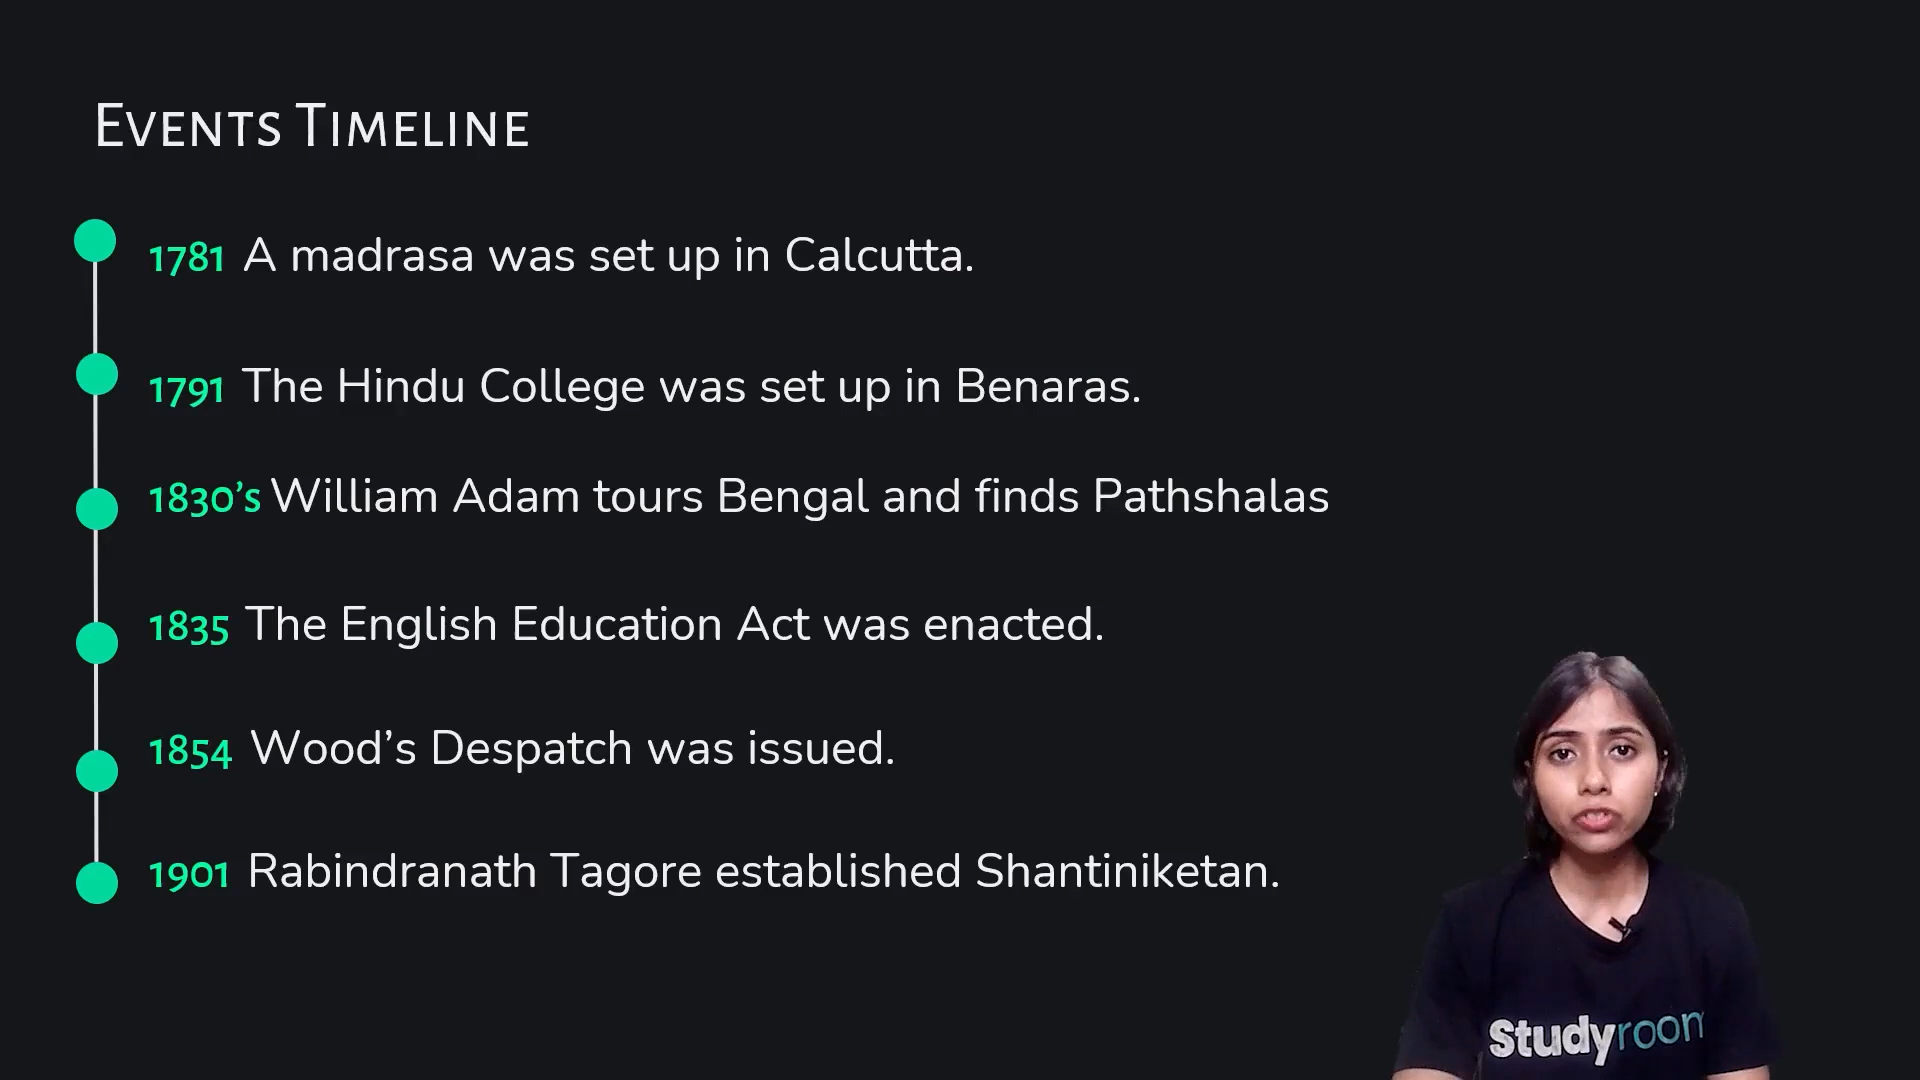 Events Timeline
1781 A madrasa was set up in Calcutta.
1791 The Hindu College was set up in Benaras.
1830’s William Adam tours Bengal and finds Pathshalas
1835 The English Education Act was enacted.
1854 Wood’s Despatch was issued.
1901 Rabindranath Tagore established Shantiniketan.
Studyroom